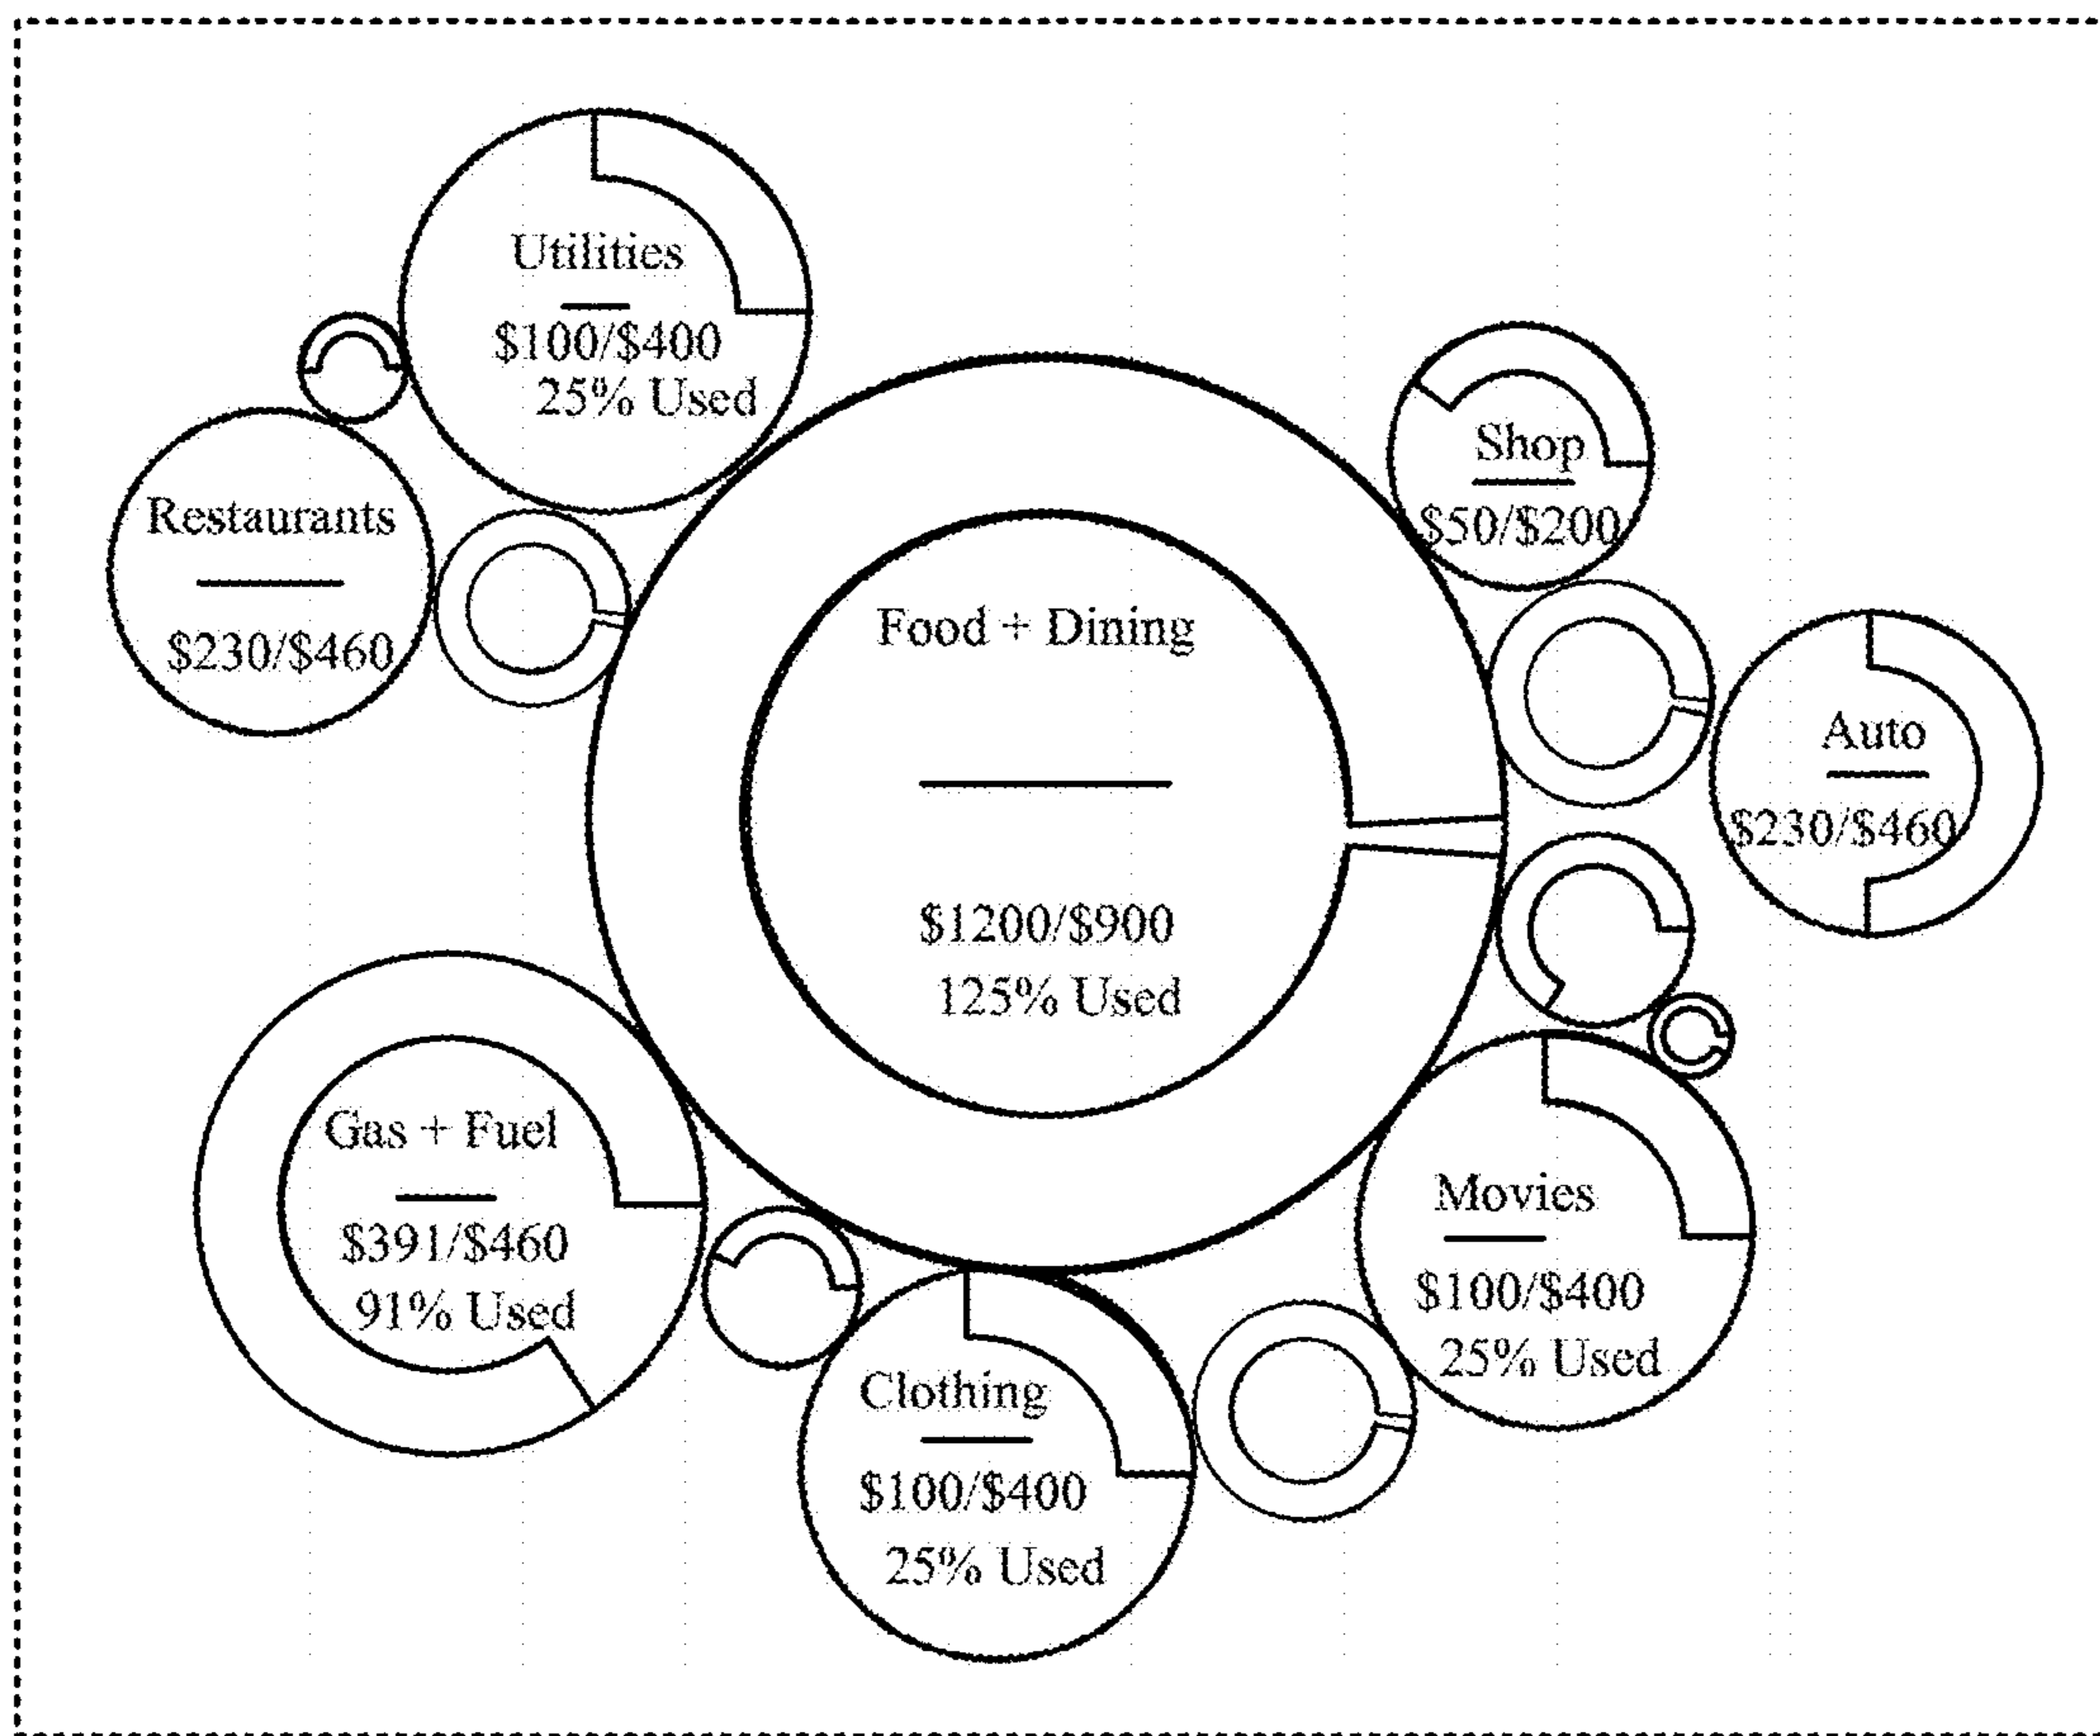 Utilities
$100/$400
25% Used
Restaurants
$230/$460
Shop
$50/$200
Food + Dining
$1200/$900
125% Used
Auto
$230/$460
Gas + Fuel
$391/$460
91% Used
Movies
$100/$400
25% Used
Clothing
$100/$400
25% Used